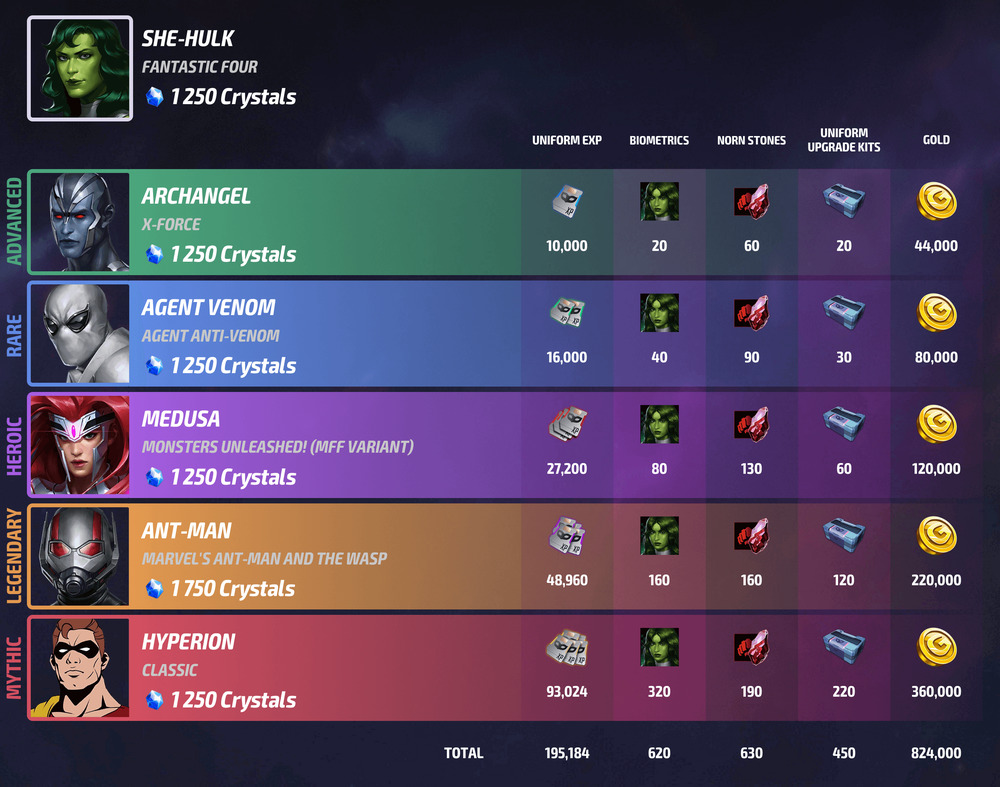 SHE-HULK
FANTASTIC FOUR
1 250 Crystals
UNIFORM EXP
BIOMETRICS
NORN STONES
UNIFORM
UPGRADE KITS
GOLD
ADVANCED
ARCHANGEL
X-FORCE
1 250 Crystals
10,000
20
60
20
44,000
RARE
AGENT VENOM
AGENT ANTI-VENOM
1 250 Crystals
16,000
40
90
30
80,000
HEROIC
MEDUSA
MONSTERS UNLEASHED! (MFF VARIANT)
1 250 Crystals
27,200
80
130
60
120,000
LEGENDARY
ANT-MAN
MARVEL'S ANT-MAN AND THE WASP
1 750 Crystals
48,960
160
160
120
220,000
MYTHIC
HYPERION
CLASSIC
1 250 Crystals
93,024
320
190
220
360,000
TOTAL
195,184
620
630
450
824,000